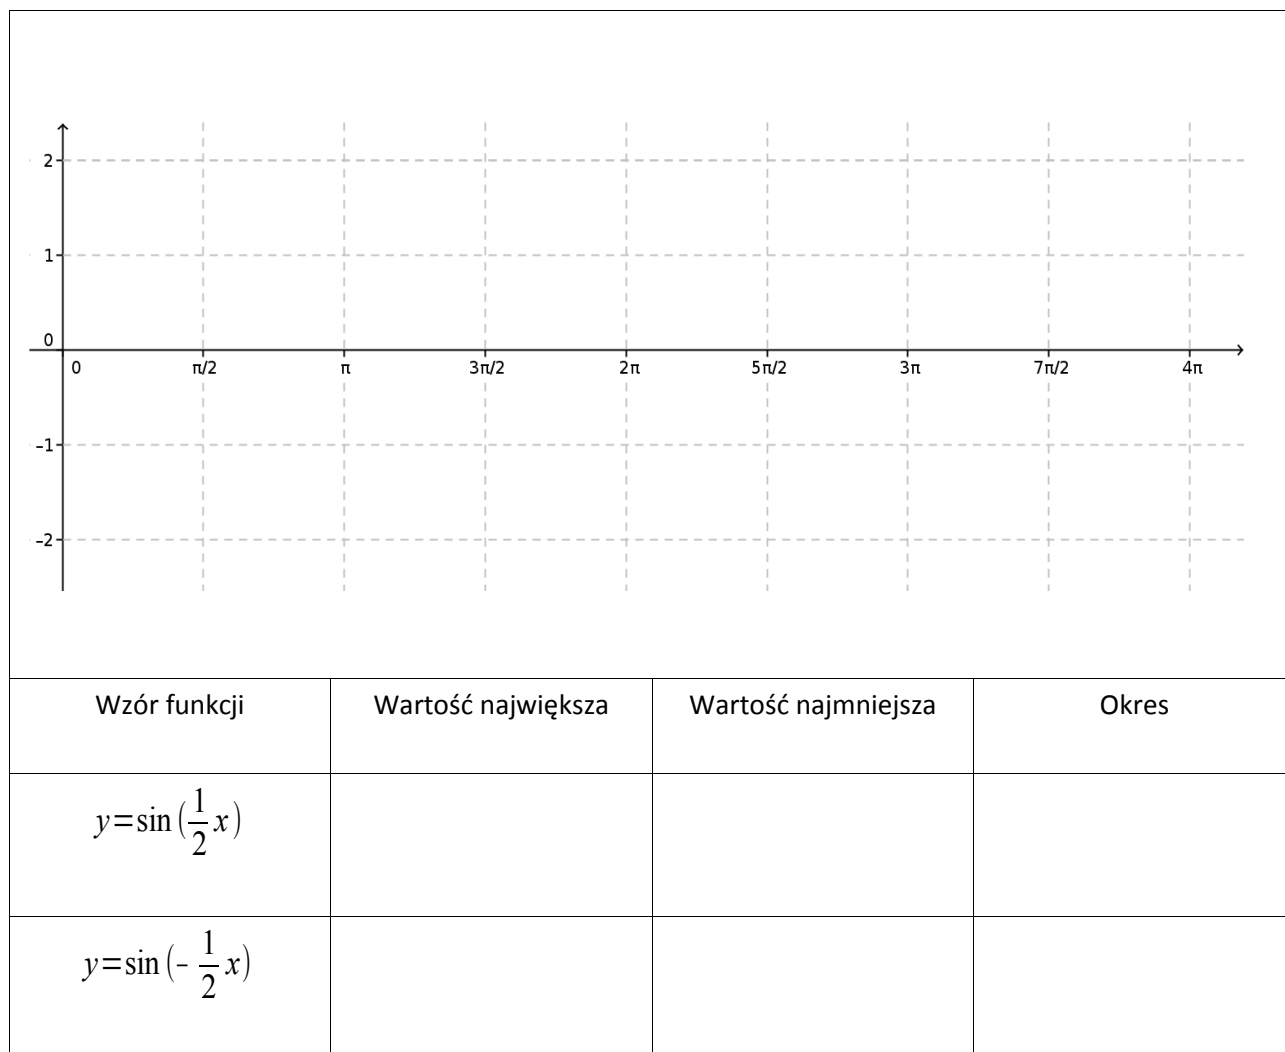 2
1
0
0 π/2 π 3π/2 2π 5π/2 3π 7π/2 4π
–1
–2
Wzór funkcji Wartość największa Wartość najmniejsza Okres
y=sin(1/2 x)
y=sin(– 1/2 x)